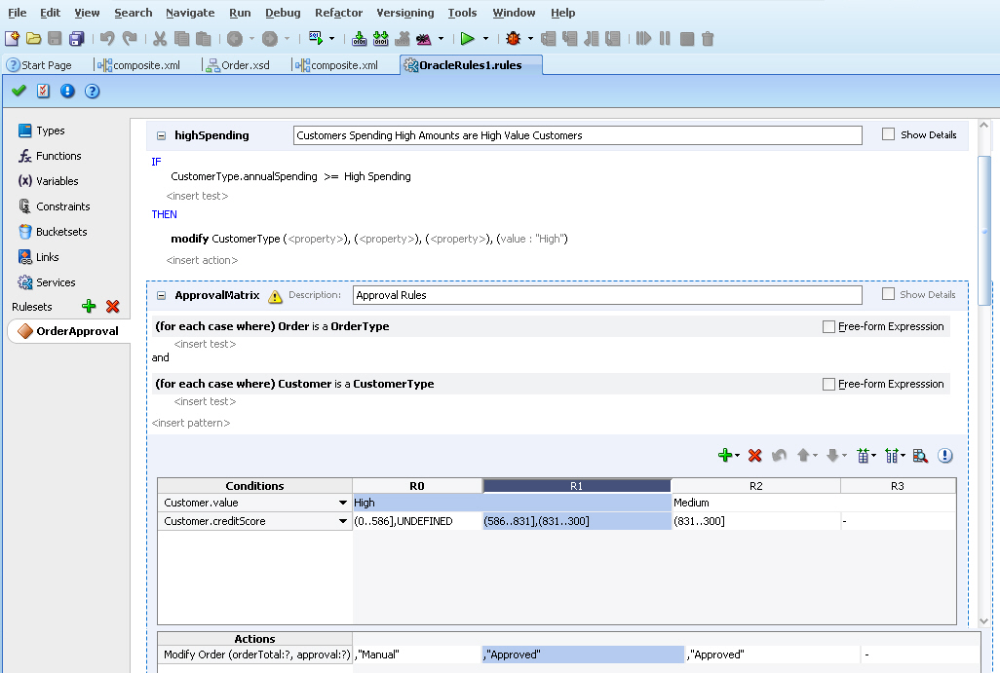 File Edit View Search Navigate Run Debug Refactor Versioning Tools Window Help
Start Page composite.xml Order.xsd composite.xml OracleRules1.rules
Types
Functions
Variables
Constraints
Bucketsets
Links
Services
Rulesets
OrderApproval
highSpending Customers Spending High Amounts are High Value Customers Show Details
IF
CustomerType.annualSpending >= High Spending
<insert test>
THEN
modify CustomerType (<property>), (<property>), (<property>), (value : "High")
<insert action>
ApprovalMatrix Description: Approval Rules Show Details
(for each case where) Order is a OrderType Free-form Expresssion
<insert test>
and
(for each case where) Customer is a CustomerType Free-form Expresssion
<insert test>
<insert pattern>
Conditions R0 R1 R2 R3
Customer.value High Medium
Customer.creditScore (0..586],UNDEFINED (586..831],(831..300] (831..300] -
Actions
Modify Order (orderTotal:?, approval:?) ,"Manual" ,"Approved" ,"Approved" -